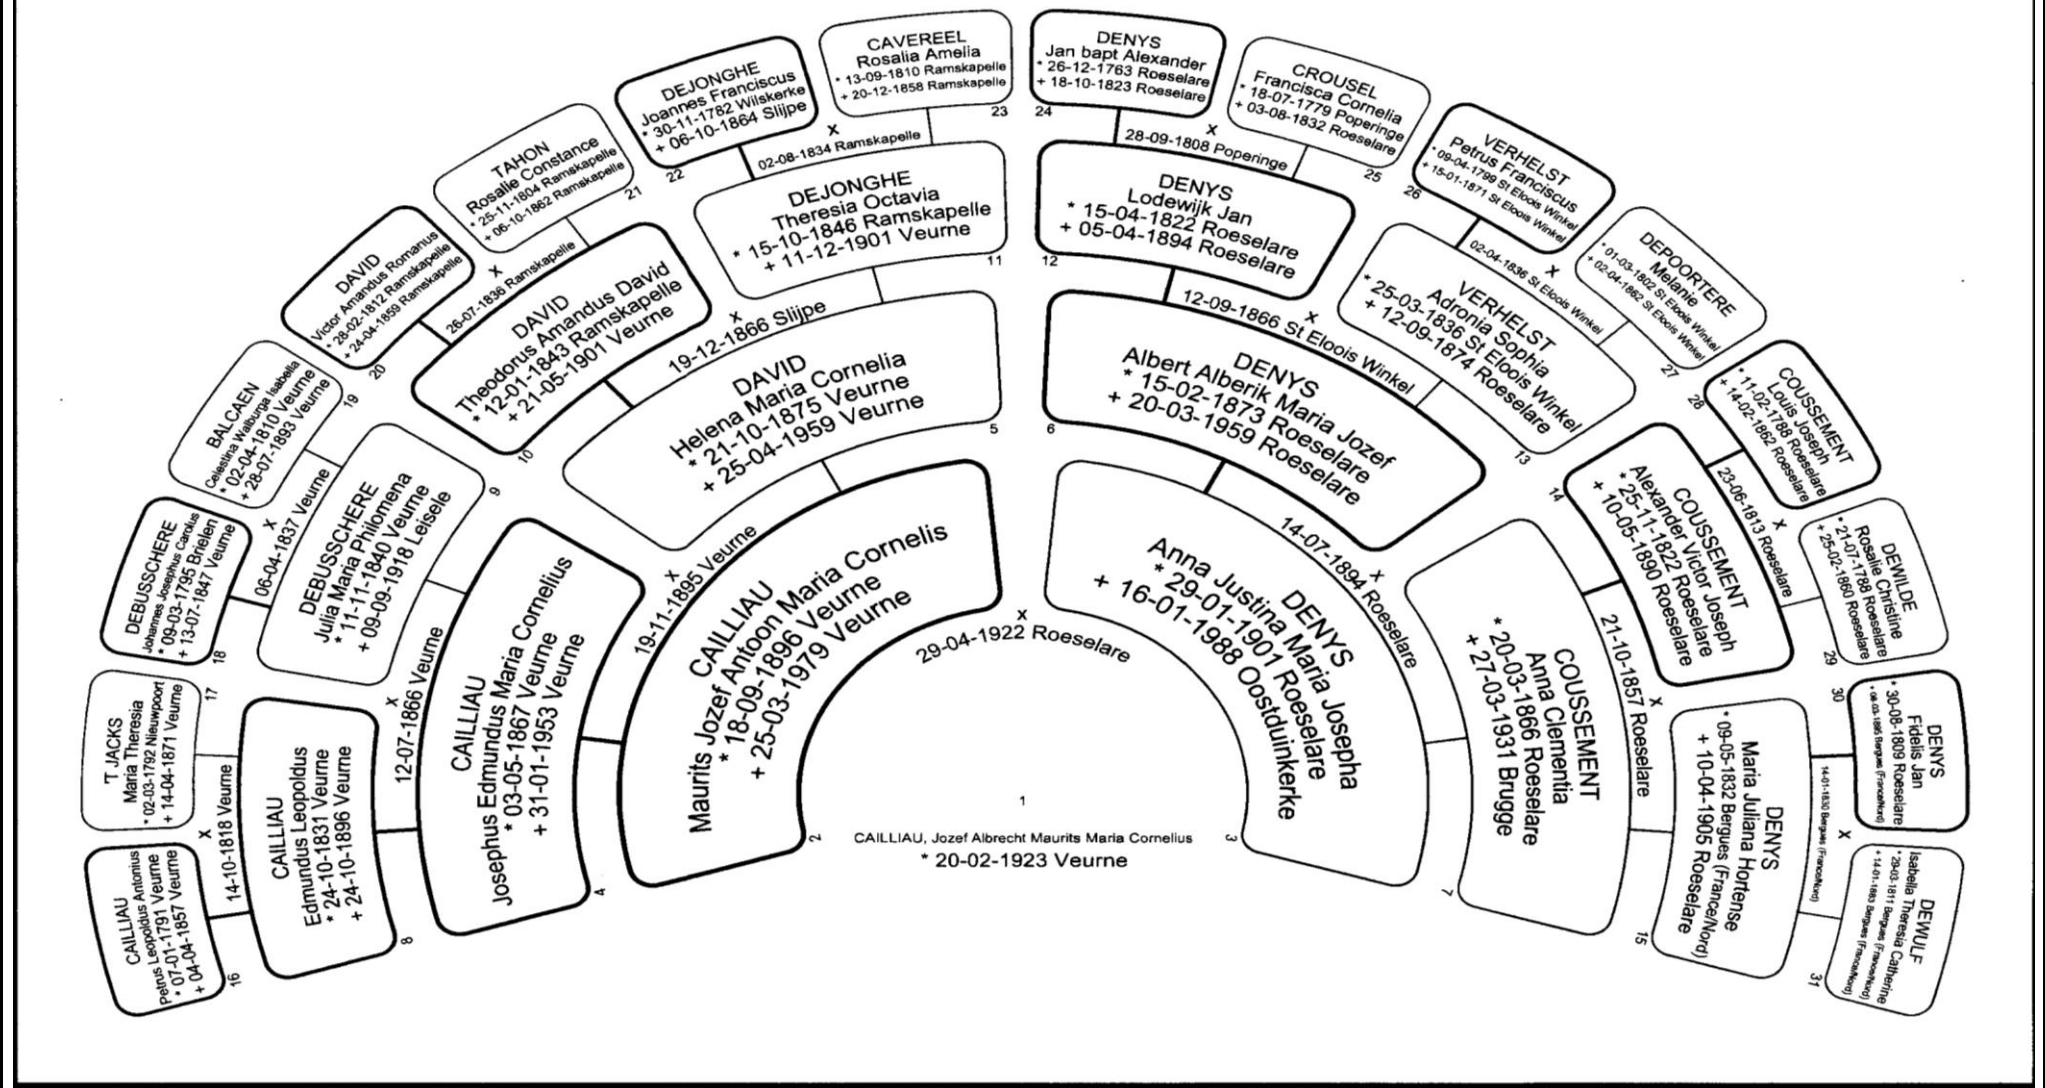 CAVEREEL
Rosalia Amelia
* 13-09-1810 Ramskapelle
+ 20-12-1858 Ramskapelle
23
DENYS
Jan bapt Alexander
* 26-12-1763 Roeselare
+ 18-10-1823 Roeselare
24
DEJONGHE
Joannes Franciscus
* 30-11-1782 Wilskerke
+ 06-10-1864 Slijpe
22
X
02-08-1834 Ramskapelle
X
28-09-1808 Poperinge
CROUSEL
Francisca Cornelia
* 18-07-1779 Poperinge
+ 03-08-1832 Roeselare
25
TAHON
Rosalie Constance
* 25-11-1804 Ramskapelle
+ 06-10-1862 Ramskapelle
21
VERHELST
Petrus Franciscus
* 09-04-1799 St Eloois Winkel
+ 15-01-1871 St Eloois Winkel
26
DAVID
Victor Amandus Romanus
* 28-02-1812 Ramskapelle
+ 24-04-1859 Ramskapelle
20
X
26-07-1836 Ramskapelle
X
02-04-1836 St Eloois Winkel
DEPOORTERE
Melanie
* 01-03-1802 St Eloois Winkel
+ 02-04-1862 St Eloois Winkel
27
BALCAEN
Celestina Walburga Isabella
* 02-04-1810 Veurne
+ 28-07-1893 Veurne
19
COUSSEMENT
Louis Joseph
* 11-02-1788 Roeselare
+ 14-02-1862 Roeselare
28
DEBUSSCHERE
Johannes Josephus Carolus
* 09-03-1795 Brielen
+ 13-07-1847 Veurne
18
X
06-04-1837 Veurne
X
23-06-1813 Roeselare
DEWILDE
Rosalie Christine
* 21-07-1788 Roeselare
+ 25-02-1860 Roeselare
29
'T JACKS
Maria Theresia
* 02-03-1792 Nieuwpoort
+ 14-04-1871 Veurne
17
DENYS
Fidelis Jan
* 30-08-1809 Roeselare
Bergues (France/Nord)
30
CAILLIAU
Petrus Leopoldus Antonius
* 07-01-1791 Veurne
+ 04-04-1857 Veurne
16
X
14-10-1818 Veurne
X
14-01-1830 Bergues (France/Nord)
DEWULF
Isabella Theresia Catherine
* 29-03-1811 Bergues (France/Nord)
+ 14-01-1883 Bergues (France/Nord)
31
DEJONGHE
Theresia Octavia
* 15-10-1846 Ramskapelle
+ 11-12-1901 Veurne
11
DENYS
Lodewijk Jan
* 15-04-1822 Roeselare
+ 05-04-1894 Roeselare
12
DAVID
Theodorus Amandus David
* 12-01-1843 Ramskapelle
+ 21-05-1901 Veurne
10
X
19-12-1866 Slijpe
X
12-09-1866 St Eloois Winkel
VERHELST
Adronia Sophia
* 25-03-1836 St Eloois Winkel
+ 12-09-1874 Roeselare
13
DEBUSSCHERE
Julia Maria Philomena
* 11-11-1840 Veurne
+ 09-09-1918 Leisele
9
COUSSEMENT
Alexander Victor Joseph
* 25-11-1822 Roeselare
+ 10-05-1890 Roeselare
14
CAILLIAU
Edmundus Leopoldus
* 24-10-1831 Veurne
+ 24-10-1896 Veurne
8
X
12-07-1866 Veurne
X
21-10-1857 Roeselare
DENYS
Maria Juliana Hortense
* 09-05-1832 Bergues (France/Nord)
+ 10-04-1905 Roeselare
15
DAVID
Helena Maria Cornelia
* 21-10-1875 Veurne
+ 25-04-1959 Veurne
5
DENYS
Albert Alberik Maria Jozef
* 15-02-1873 Roeselare
+ 20-03-1959 Roeselare
6
CAILLIAU
Josephus Edmundus Maria Cornelius
* 03-05-1867 Veurne
+ 31-01-1953 Veurne
4
X
19-11-1895 Veurne
X
14-07-1894 Roeselare
COUSSEMENT
Anna Clementia
* 20-03-1866 Roeselare
+ 27-03-1931 Brugge
7
CAILLIAU
Maurits Jozef Antoon Maria Cornelis
* 18-09-1896 Veurne
+ 25-03-1979 Veurne
2
X
29-04-1922 Roeselare
DENYS
Anna Justina Maria Josepha
* 29-01-1901 Roeselare
+ 16-01-1988 Oostduinkerke
3
1
CAILLIAU, Jozef Albrecht Maurits Maria Cornelius
* 20-02-1923 Veurne